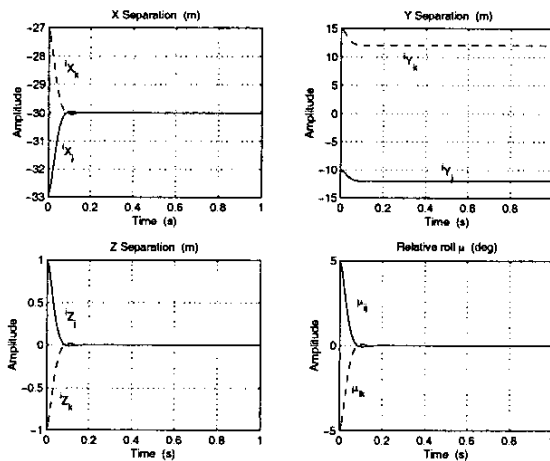 X Separation (m)
Amplitude
-27
-28
-29
-30
-31
-32
-33
iXk
iXj
0 0.2 0.4 0.6 0.8 1
Time (s)
Y Separation (m)
Amplitude
15
10
5
0
-5
-10
-15
iYk
iYj
0 0.2 0.4 0.6 0.8
Time (s)
Z Separation (m)
Amplitude
1
0.5
0
-0.5
-1
iZj
iZk
0 0.2 0.4 0.6 0.8 1
Time (s)
Relative roll μ (deg)
Amplitude
5
0
-5
μij
μik
0 0.2 0.4 0.6 0.8
Time (s)